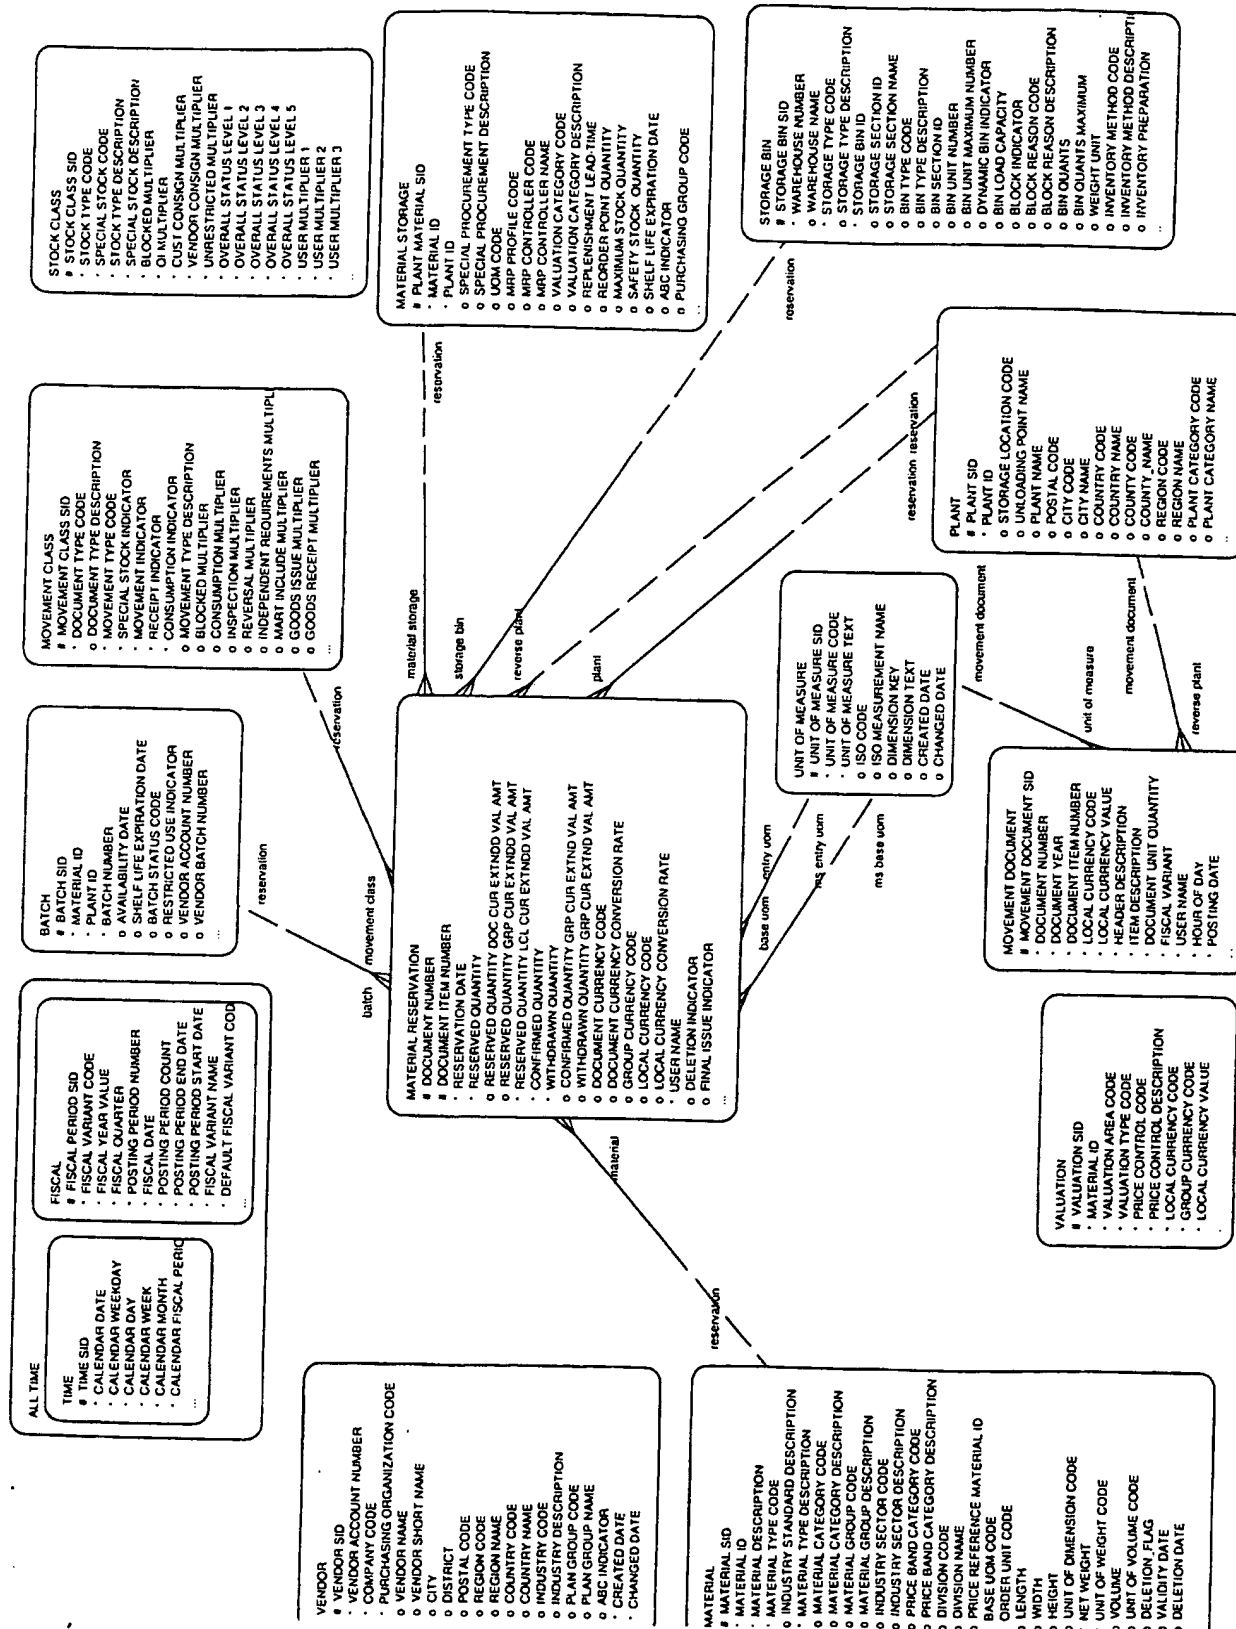 ALL TIME
TIME
# TIME SID
· CALENDAR DATE
· CALENDAR WEEKDAY
· CALENDAR DAY
· CALENDAR WEEK
· CALENDAR MONTH
· CALENDAR FISCAL PERIO
...
FISCAL
# FISCAL PERIOD SID
· FISCAL VARIANT CODE
· FISCAL YEAR VALUE
· FISCAL QUARTER
· POSTING PERIOD NUMBER
· FISCAL DATE
· POSTING PERIOD COUNT
· POSTING PERIOD END DATE
· POSTING PERIOD START DATE
· FISCAL VARIANT NAME
· DEFAULT FISCAL VARIANT COD
...
BATCH
# BATCH SID
· MATERIAL ID
· PLANT ID
· BATCH NUMBER
o AVAILABILITY DATE
o SHELF LIFE EXPIRATION DATE
o BATCH STATUS CODE
o RESTRICTED USE INDICATOR
o VENDOR ACCOUNT NUMBER
o VENDOR BATCH NUMBER
...
MOVEMENT CLASS
# MOVEMENT CLASS SID
· DOCUMENT TYPE CODE
o DOCUMENT TYPE DESCRIPTION
· MOVEMENT TYPE CODE
· SPECIAL STOCK INDICATOR
· MOVEMENT INDICATOR
· RECEIPT INDICATOR
· CONSUMPTION INDICATOR
o MOVEMENT TYPE DESCRIPTION
o BLOCKED MULTIPLIER
o CONSUMPTION MULTIPLIER
o INSPECTION MULTIPLIER
o REVERSAL MULTIPLIER
o INDEPENDENT REQUIREMENTS MULTIPLI
o MART INCLUDE MULTIPLIER
o GOODS ISSUE MULTIPLIER
o GOODS RECEIPT MULTIPLIER
...
STOCK CLASS
# STOCK CLASS SID
· STOCK TYPE CODE
· SPECIAL STOCK CODE
· STOCK TYPE DESCRIPTION
· SPECIAL STOCK DESCRIPTION
· BLOCKED MULTIPLIER
· QI MULTIPLIER
· CUST CONSIGN MULTIPLIER
· VENDOR CONSIGN MULTIPLIER
· UNRESTRICTED MULTIPLIER
· OVERALL STATUS LEVEL 1
· OVERALL STATUS LEVEL 2
· OVERALL STATUS LEVEL 3
· OVERALL STATUS LEVEL 4
· OVERALL STATUS LEVEL 5
· USER MULTIPLIER 1
· USER MULTIPLIER 2
· USER MULTIPLIER 3
...
VENDOR
# VENDOR SID
· VENDOR ACCOUNT NUMBER
· COMPANY CODE
· PURCHASING ORGANIZATION CODE
o VENDOR NAME
o VENDOR SHORT NAME
o CITY
o DISTRICT
o POSTAL CODE
o REGION CODE
o REGION NAME
o COUNTRY CODE
o COUNTRY NAME
o INDUSTRY CODE
o INDUSTRY DESCRIPTION
o PLAN GROUP CODE
o PLAN GROUP NAME
o ABC INDICATOR
· CREATED DATE
· CHANGED DATE
reservation
batch
movement class
reservation
MATERIAL RESERVATION
# DOCUMENT NUMBER
# DOCUMENT ITEM NUMBER
· RESERVATION DATE
· RESERVED QUANTITY
o RESERVED QUANTITY DOC CUR EXTNDD VAL AMT
o RESERVED QUANTITY GRP CUR EXTNDD VAL AMT
· RESERVED QUANTITY LCL CUR EXTNDD VAL AMT
· CONFIRMED QUANTITY
· WITHDRAWN QUANTITY
o CONFIRMED QUANTITY GRP CUR EXTND VAL AMT
o WITHDRAWN QUANTITY GRP CUR EXTND VAL AMT
o DOCUMENT CURRENCY CODE
o DOCUMENT CURRENCY CONVERSION RATE
o GROUP CURRENCY CODE
o LOCAL CURRENCY CODE
o LOCAL CURRENCY CONVERSION RATE
· USER NAME
o DELETION INDICATOR
o FINAL ISSUE INDICATOR
...
material storage
reservation
storage bin
reservation
reverse plant
reservation
plant
reservation
MATERIAL STORAGE
# PLANT MATERIAL SID
· MATERIAL ID
· PLANT ID
o SPECIAL PROCUREMENT TYPE CODE
o SPECIAL PROCUREMENT DESCRIPTION
o UOM CODE
o MRP PROFILE CODE
o MRP CONTROLLER CODE
o MRP CONTROLLER NAME
o VALUATION CATEGORY CODE
o VALUATION CATEGORY DESCRIPTION
o REPLENISHMENT LEAD-TIME
o REORDER POINT QUANTITY
o MAXIMUM STOCK QUANTITY
o SAFETY STOCK QUANTITY
o SHELF LIFE EXPIRATION DATE
o ABC INDICATOR
o PURCHASING GROUP CODE
...
material
reservation
base uom
entry uom
ms entry uom
ms base uom
MATERIAL
# MATERIAL SID
· MATERIAL ID
· MATERIAL DESCRIPTION
· MATERIAL TYPE CODE
o INDUSTRY STANDARD DESCRIPTION
· MATERIAL TYPE DESCRIPTION
o MATERIAL CATEGORY CODE
o MATERIAL CATEGORY DESCRIPTION
o MATERIAL GROUP CODE
o MATERIAL GROUP DESCRIPTION
o INDUSTRY SECTOR CODE
o INDUSTRY SECTOR DESCRIPTION
o PRICE BAND CATEGORY CODE
o PRICE BAND CATEGORY DESCRIPTION
o DIVISION CODE
o DIVISION NAME
o PRICE REFERENCE MATERIAL ID
BASE UOM CODE
ORDER UNIT CODE
o LENGTH
o WIDTH
o HEIGHT
o UNIT OF DIMENSION CODE
· NET WEIGHT
· UNIT OF WEIGHT CODE
o VOLUME
o UNIT OF VOLUME CODE
o DELETION_FLAG
o VALIDITY DATE
o DELETION DATE
UNIT OF MEASURE
# UNIT OF MEASURE SID
· UNIT OF MEASURE CODE
· UNIT OF MEASURE TEXT
o ISO CODE
o ISO MEASUREMENT NAME
o DIMENSION KEY
o DIMENSION TEXT
o CREATED DATE
o CHANGED DATE
STORAGE BIN
# STORAGE BIN SID
· WAREHOUSE NUMBER
o WAREHOUSE NAME
· STORAGE TYPE CODE
o STORAGE TYPE DESCRIPTION
· STORAGE BIN ID
o STORAGE SECTION ID
o STORAGE SECTION NAME
o BIN TYPE CODE
o BIN TYPE DESCRIPTION
o BIN SECTION ID
o BIN UNIT NUMBER
o BIN UNIT MAXIMUM NUMBER
o DYNAMIC BIN INDICATOR
o BIN LOAD CAPACITY
o BLOCK INDICATOR
o BLOCK REASON CODE
o BLOCK REASON DESCRIPTION
o BIN QUANTS
o BIN QUANTS MAXIMUM
o WEIGHT UNIT
o INVENTORY METHOD CODE
o INVENTORY METHOD DESCRIPTI
o INVENTORY PREPARATION
...
PLANT
# PLANT SID
· PLANT ID
o STORAGE LOCATION CODE
o UNLOADING POINT NAME
o PLANT NAME
o POSTAL CODE
o CITY CODE
o CITY NAME
o COUNTRY CODE
o COUNTRY NAME
o COUNTY CODE
o COUNTY_NAME
o REGION CODE
o REGION NAME
o PLANT CATEGORY CODE
o PLANT CATEGORY NAME
...
movement document
unit of measure
movement document
reverse plant
MOVEMENT DOCUMENT
# MOVEMENT DOCUMENT SID
· DOCUMENT NUMBER
· DOCUMENT YEAR
· DOCUMENT ITEM NUMBER
· LOCAL CURRENCY CODE
· LOCAL CURRENCY VALUE
· HEADER DESCRIPTION
· ITEM DESCRIPTION
· DOCUMENT UNIT QUANTITY
· FISCAL VARIANT
· USER NAME
· HOUR OF DAY
· POSTING DATE
...
VALUATION
# VALUATION SID
· MATERIAL ID
· VALUATION AREA CODE
· VALUATION TYPE CODE
· PRICE CONTROL CODE
· PRICE CONTROL DESCRIPTION
· LOCAL CURRENCY CODE
· GROUP CURRENCY CODE
· LOCAL CURRENCY VALUE